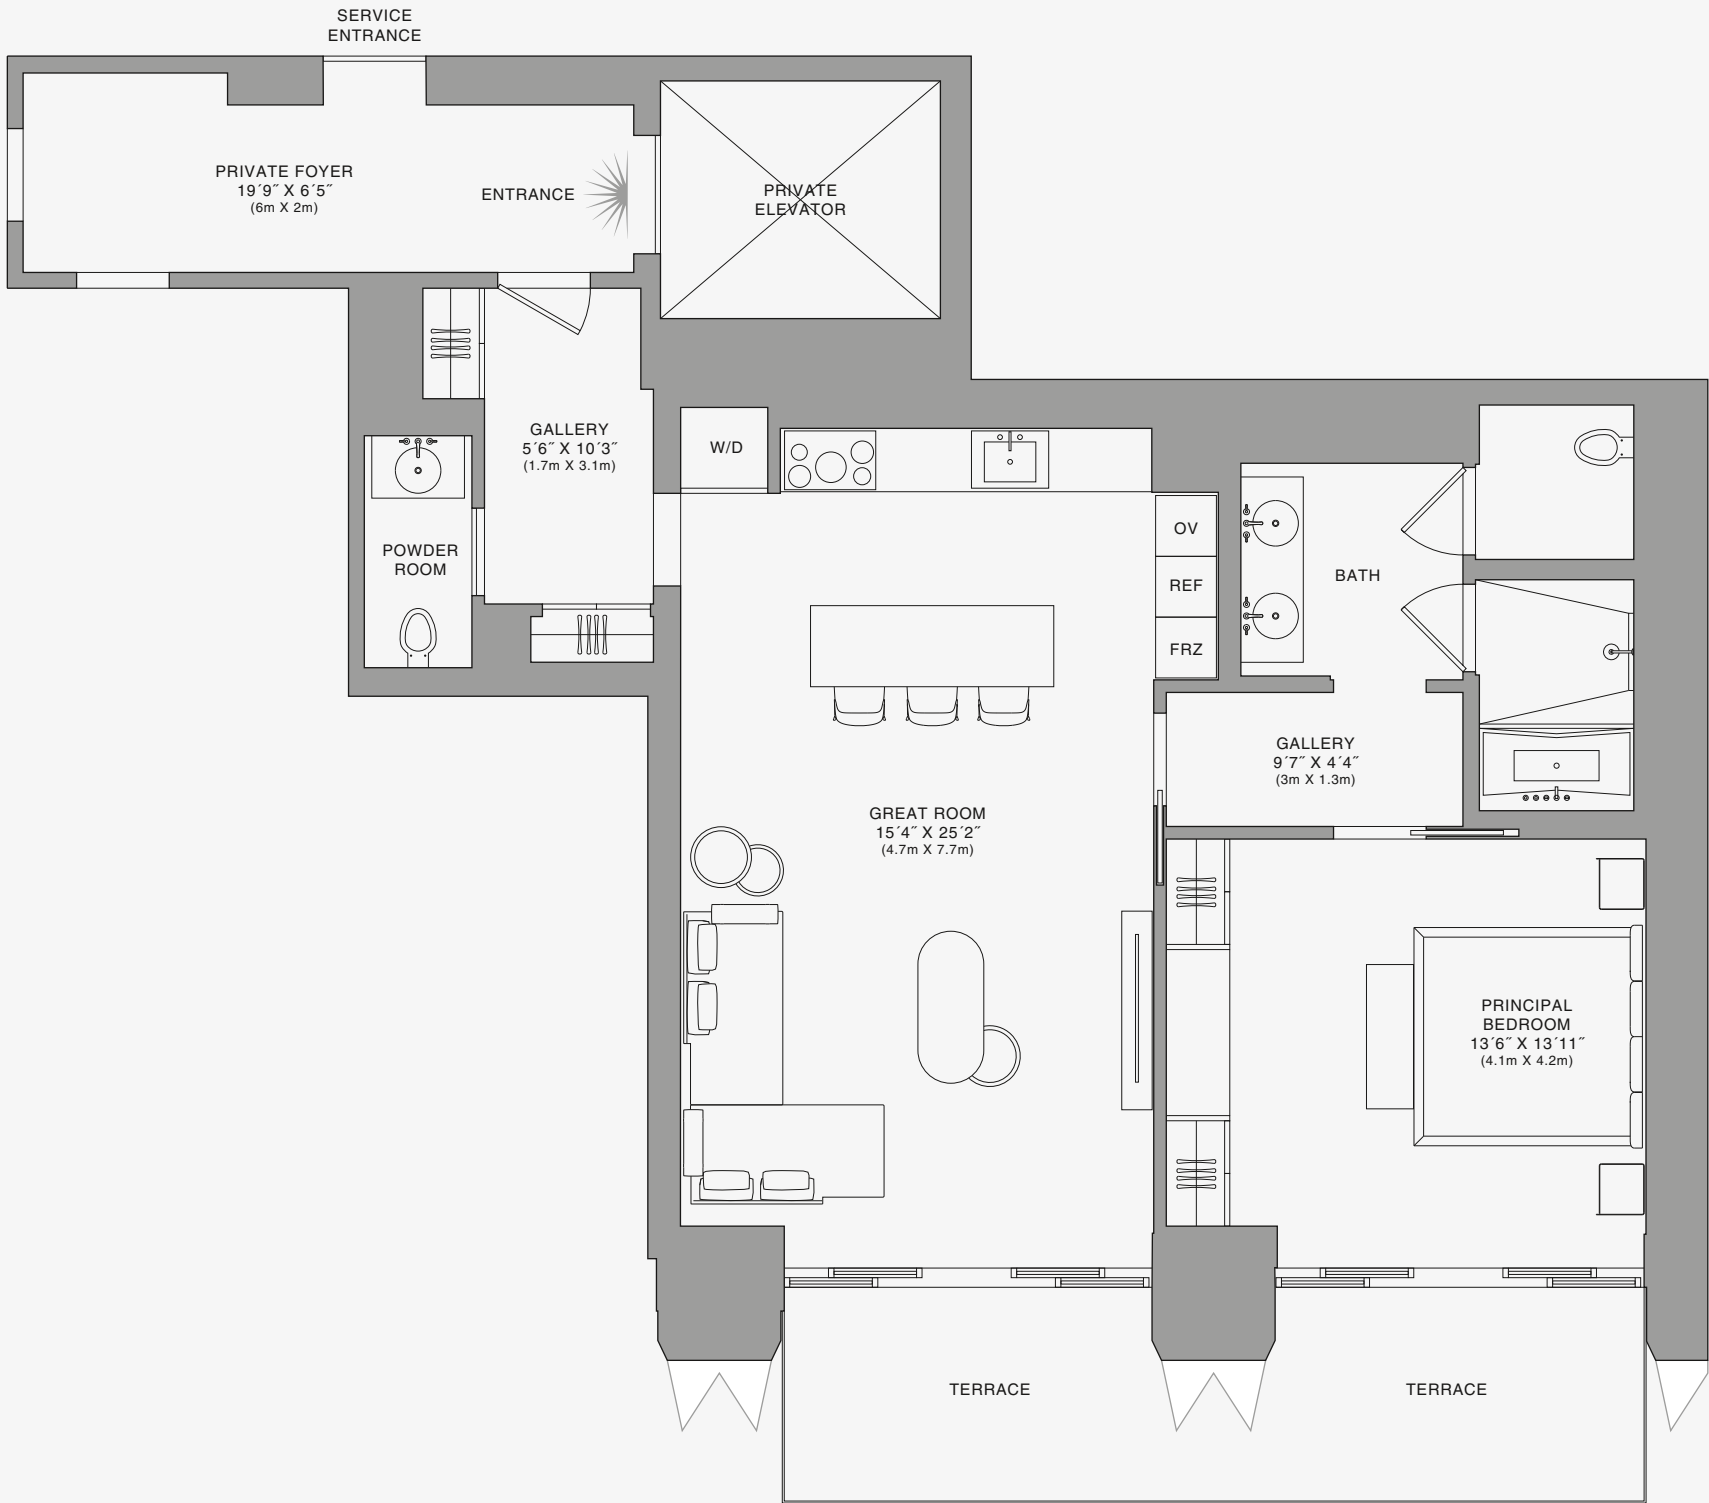 SERVICE
ENTRANCE
PRIVATE FOYER
19´9˝ X 6´5˝
(6m X 2m)
ENTRANCE
PRIVATE
ELEVATOR
GALLERY
5´6˝ X 10´3˝
(1.7m X 3.1m)
W/D
POWDER
ROOM
OV
REF
FRZ
BATH
GALLERY
9´7˝ X 4´4˝
(3m X 1.3m)
GREAT ROOM
15´4˝ X 25´2˝
(4.7m X 7.7m)
PRINCIPAL
BEDROOM
13´6˝ X 13´11˝
(4.1m X 4.2m)
TERRACE
TERRACE